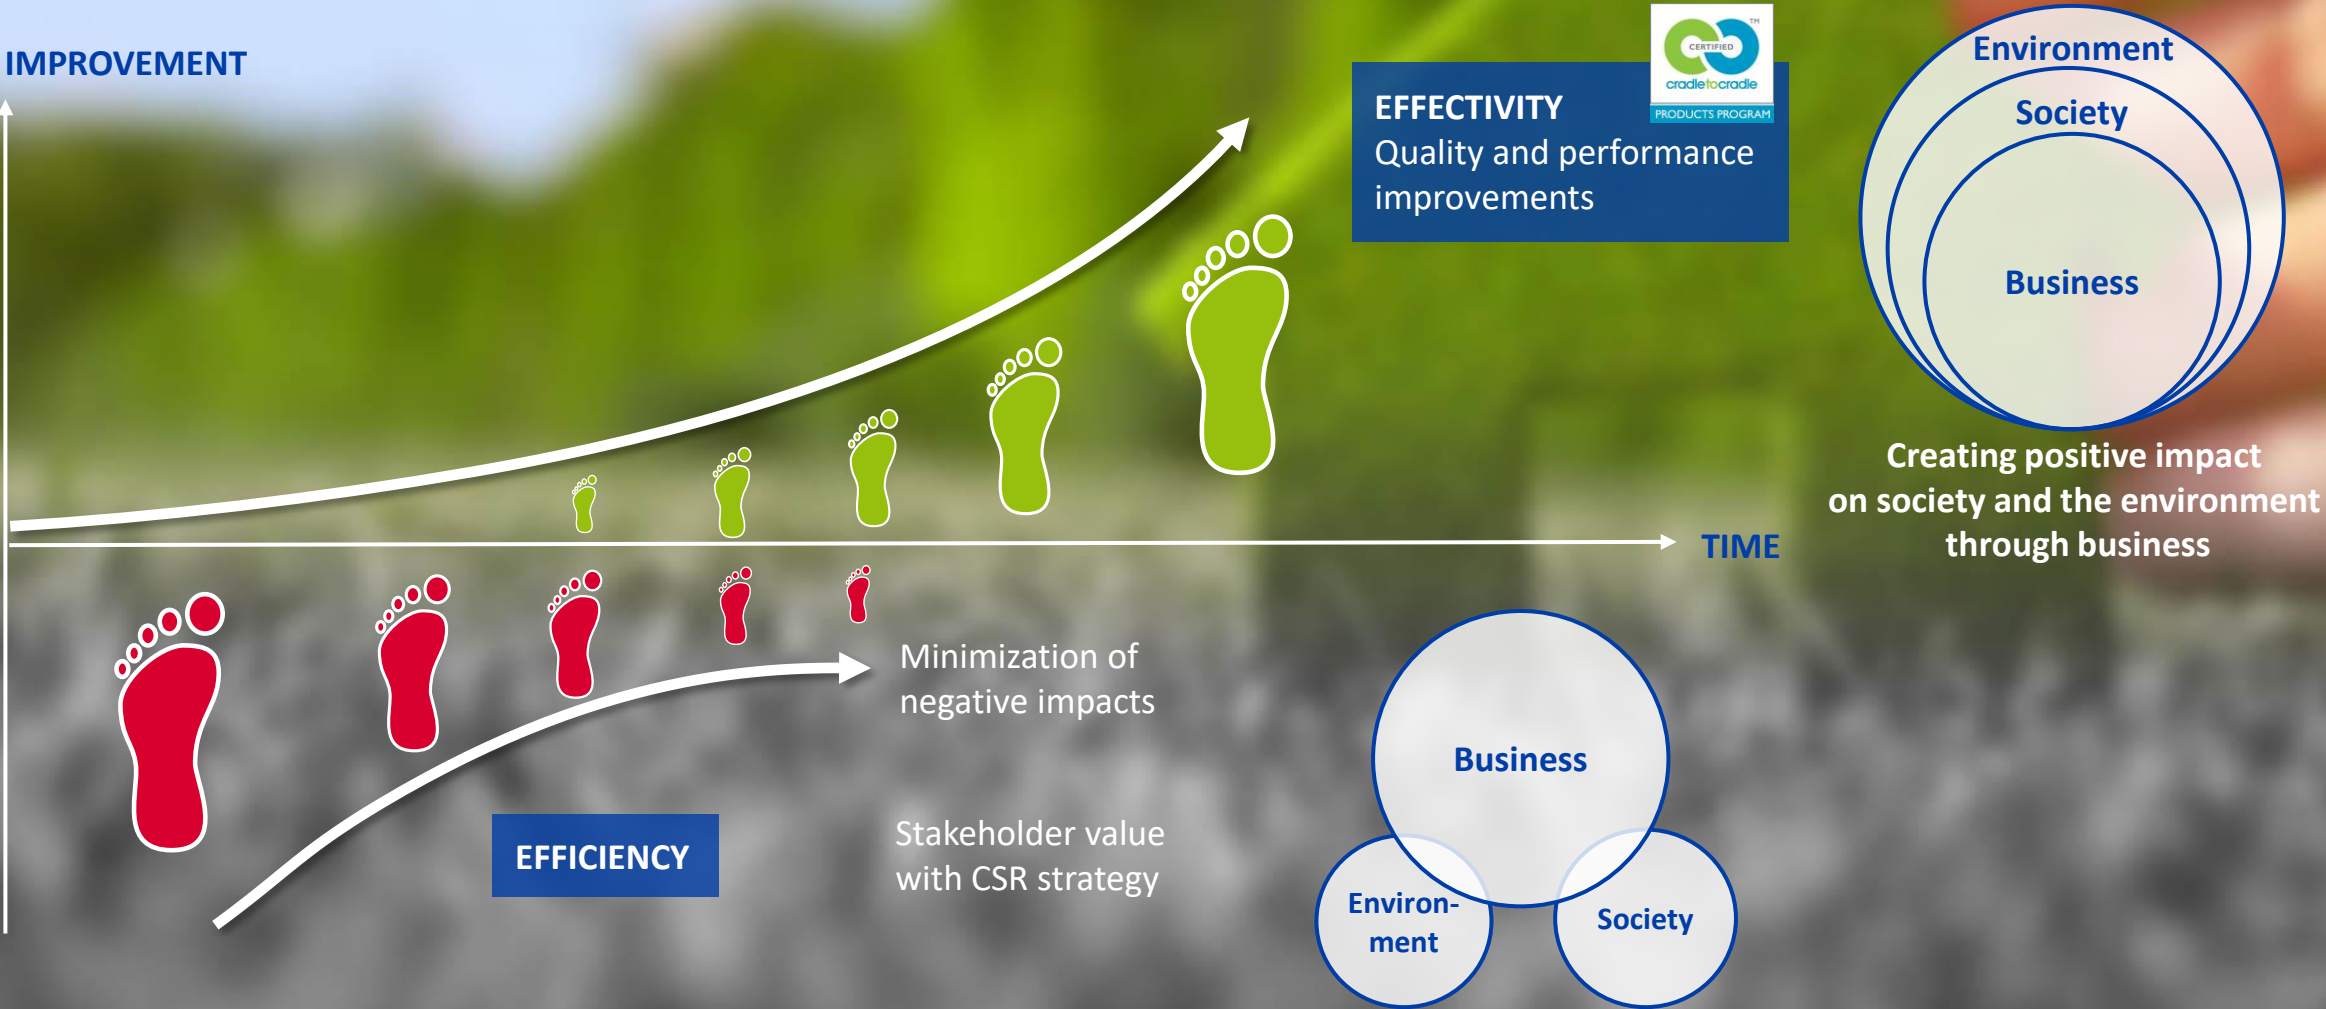 IMPROVEMENT
EFFECTIVITY
Quality and performance
improvements
CERTIFIED
TM
cradletocradle
PRODUCTS PROGRAM
Environment
Society
Business
Creating positive impact
on society and the environment
through business
TIME
Minimization of
negative impacts
EFFICIENCY
Stakeholder value
with CSR strategy
Business
Environ-
ment
Society